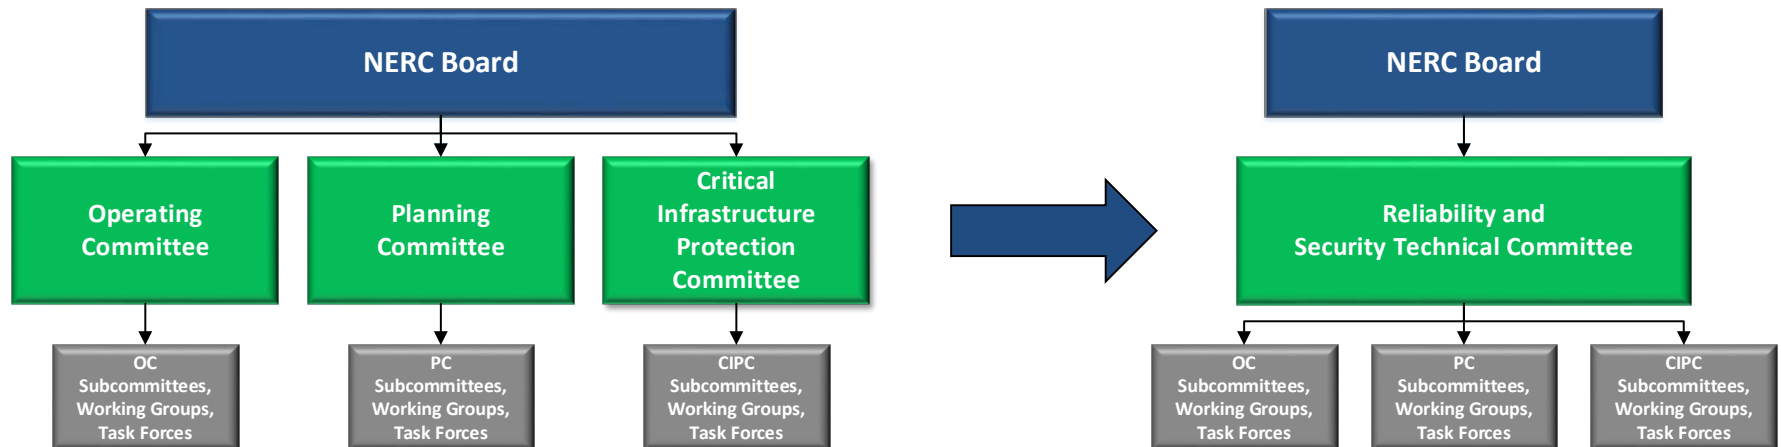 NERC Board
Operating
Committee
Planning
Committee
Critical
Infrastructure
Protection
Committee
OC
Subcommittees,
Working Groups,
Task Forces
PC
Subcommittees,
Working Groups,
Task Forces
CIPC
Subcommittees,
Working Groups,
Task Forces
NERC Board
Reliability and
Security Technical Committee
OC
Subcommittees,
Working Groups,
Task Forces
PC
Subcommittees,
Working Groups,
Task Forces
CIPC
Subcommittees,
Working Groups,
Task Forces